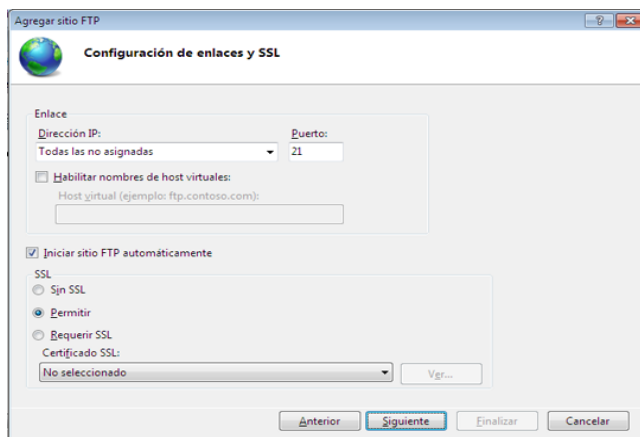 Agregar sitio FTP
Configuración de enlaces y SSL
Enlace
Dirección IP: Puerto:
Todas las no asignadas 21
Habilitar nombres de host virtuales:
Host virtual (ejemplo: ftp.contoso.com):
Iniciar sitio FTP automáticamente
SSL
Sin SSL
Permitir
Requerir SSL
Certificado SSL:
No seleccionado Ver...
Anterior Siguiente Finalizar Cancelar